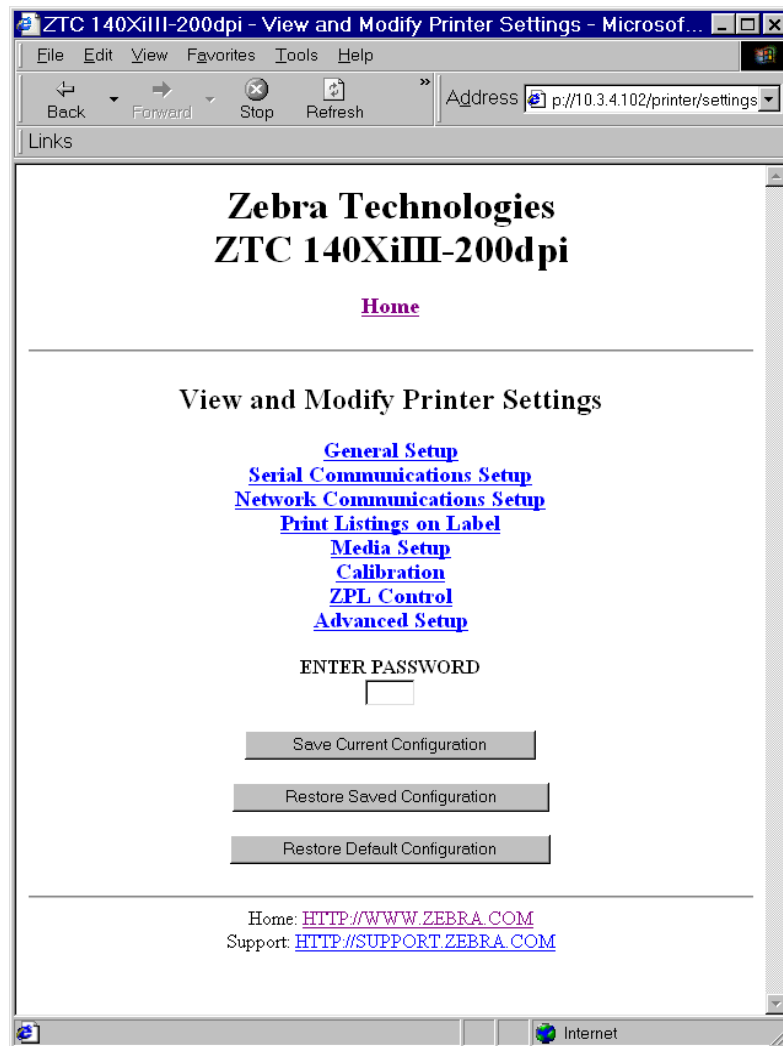 ZTC 140XiIII-200dpi - View and Modify Printer Settings - Microsof...
File Edit View Favorites Tools Help
Back Forward Stop Refresh » Address p://10.3.4.102/printer/settings
Links
Zebra Technologies
ZTC 140XiIII-200dpi
Home
View and Modify Printer Settings
General Setup
Serial Communications Setup
Network Communications Setup
Print Listings on Label
Media Setup
Calibration
ZPL Control
Advanced Setup
ENTER PASSWORD
Save Current Configuration
Restore Saved Configuration
Restore Default Configuration
Home: HTTP://WWW.ZEBRA.COM
Support: HTTP://SUPPORT.ZEBRA.COM
Internet